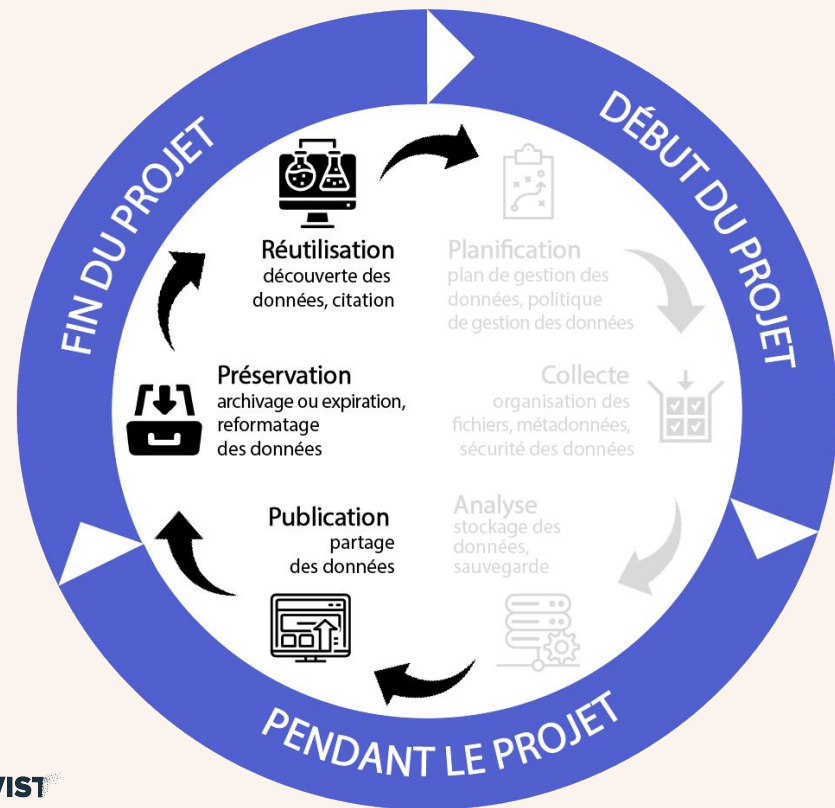 DÉBUT DU PROJET
Planification
plan de gestion des
données, politique
de gestion des données
Collecte
organisation des
fichiers, métadonnées,
sécurité des données
Analyse
stockage des
données,
sauvegarde
PENDANT LE PROJET
Publication
partage
des données
Préservation
archivage ou expiration,
reformatage
des données
Réutilisation
découverte des
données, citation
FIN DU PROJET